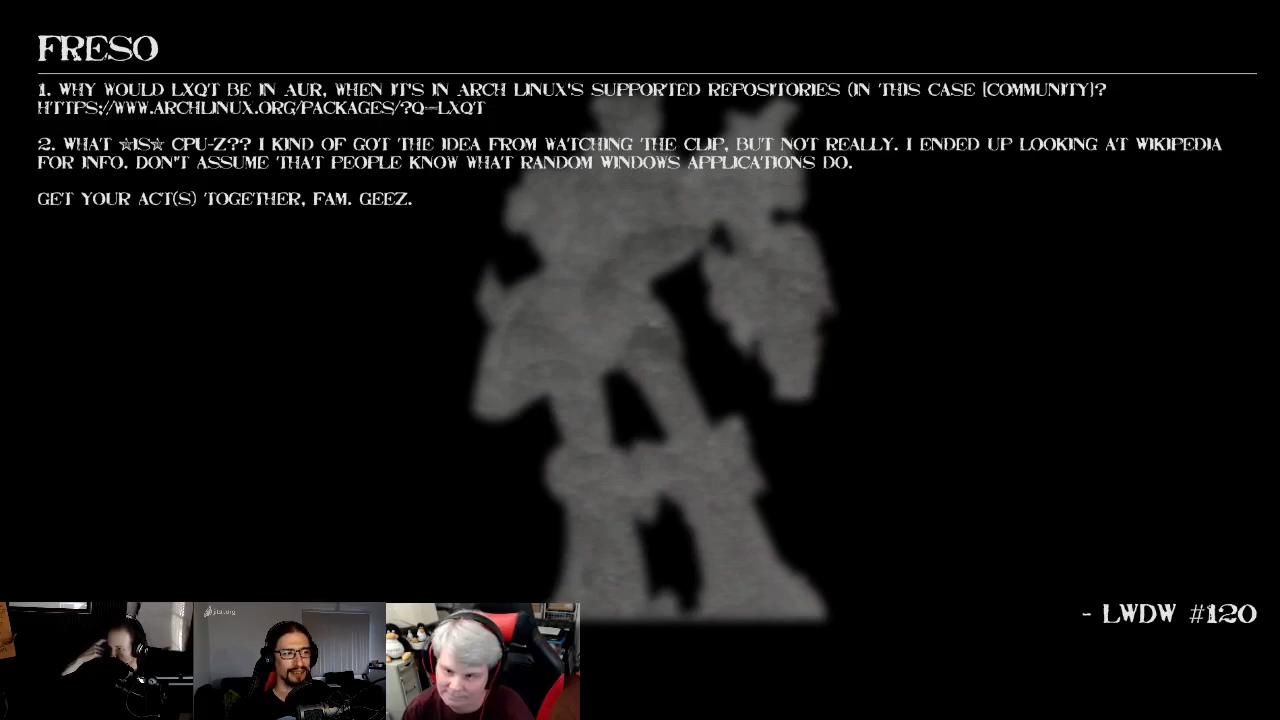 FRESO
1. WHY WOULD LXQT BE IN AUR, WHEN IT'S IN ARCH LINUX'S SUPPORTED REPOSITORIES (IN THIS CASE [COMMUNITY]?
HTTPS://WWW.ARCHLINUX.ORG/PACKAGES/?Q=LXQT
2. WHAT *IS* CPU-Z?? I KIND OF GOT THE IDEA FROM WATCHING THE CLIP, BUT NOT REALLY. I ENDED UP LOOKING AT WIKIPEDIA
FOR INFO. DON'T ASSUME THAT PEOPLE KNOW WHAT RANDOM WINDOWS APPLICATIONS DO.
GET YOUR ACT(S) TOGETHER, FAM. GEEZ.
jitsi.org
- LWDW #120